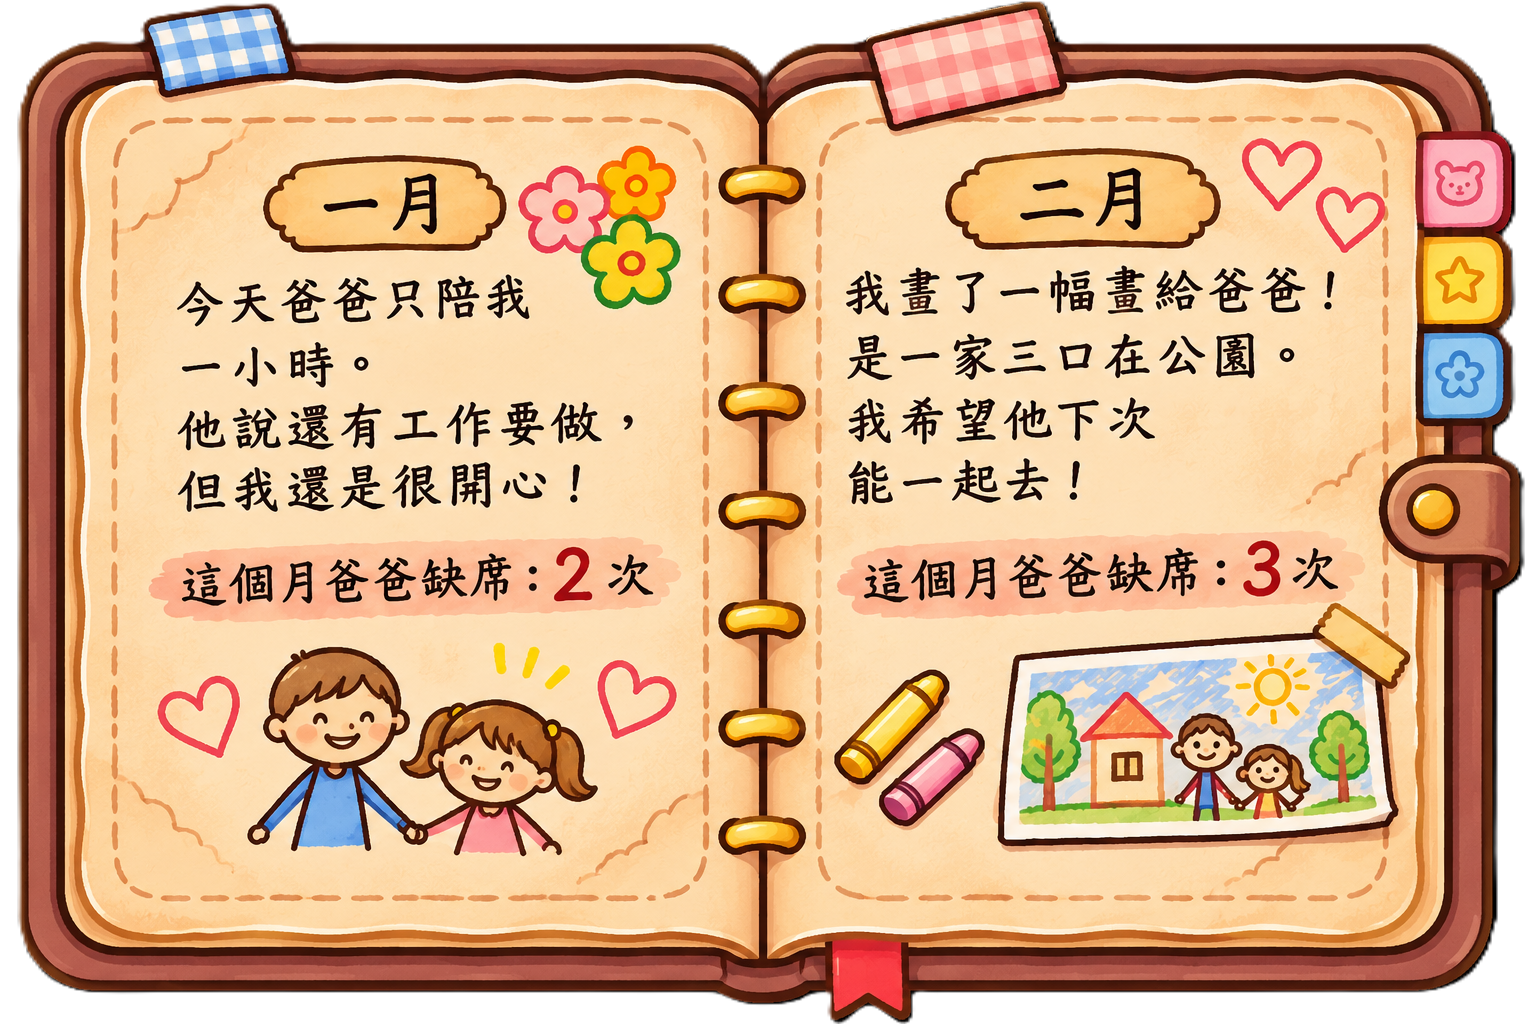 一月
今天爸爸只陪我
一小時。
他說還有工作要做，
但我還是很開心！
這個月爸爸缺席：2次
二月
我畫了一幅畫給爸爸！
是一家三口在公園。
我希望他下次
能一起去！
這個月爸爸缺席：3次